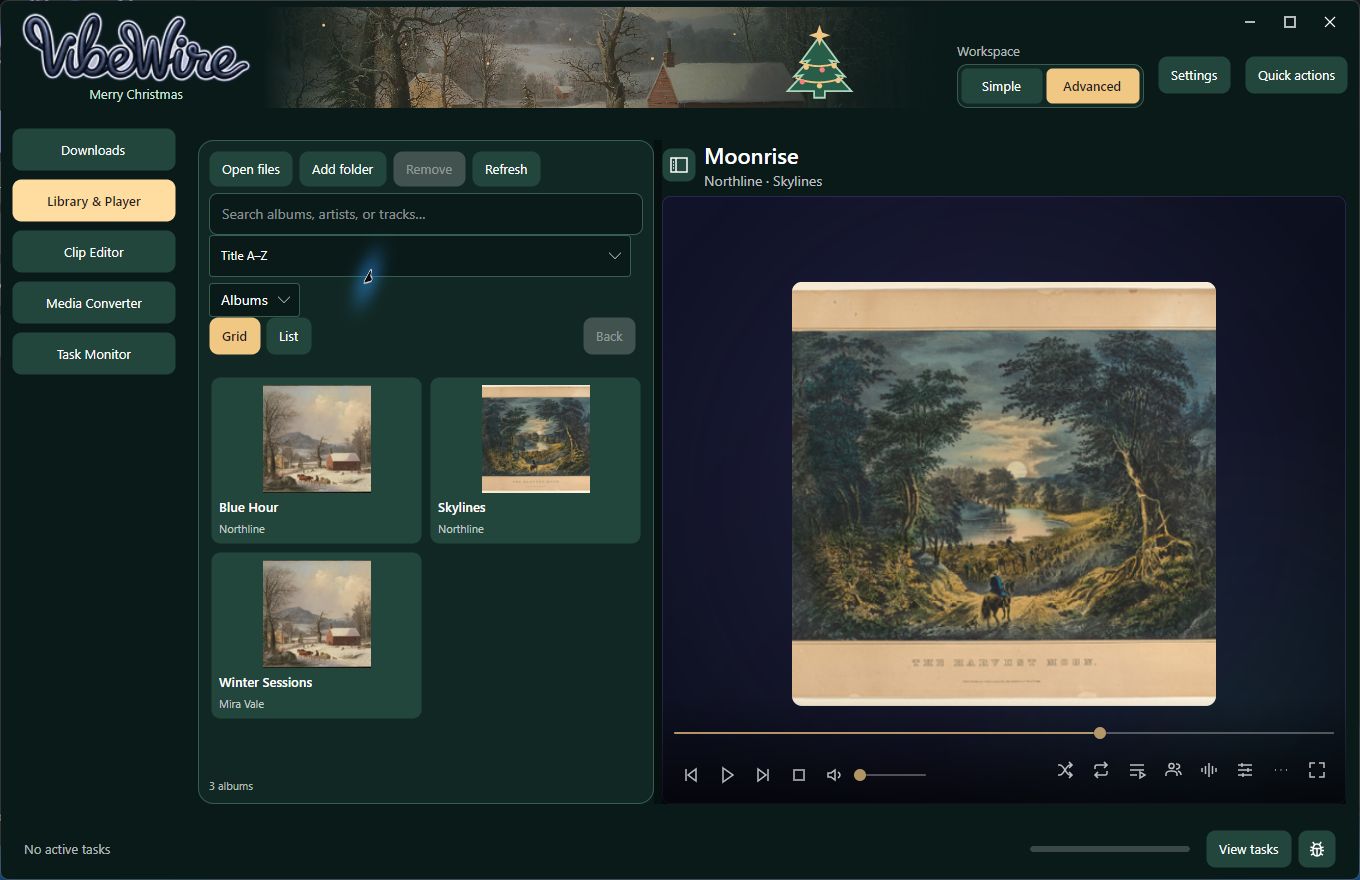 VibeWire
Merry Christmas
Workspace
Simple
Advanced
Settings
Quick actions
Downloads
Library & Player
Clip Editor
Media Converter
Task Monitor
Open files
Add folder
Remove
Refresh
Search albums, artists, or tracks...
Title A–Z
Albums
Grid
List
Back
Blue Hour
Northline
Skylines
Northline
Winter Sessions
Mira Vale
3 albums
Moonrise
Northline · Skylines
THE HARVEST MOON.
No active tasks
View tasks